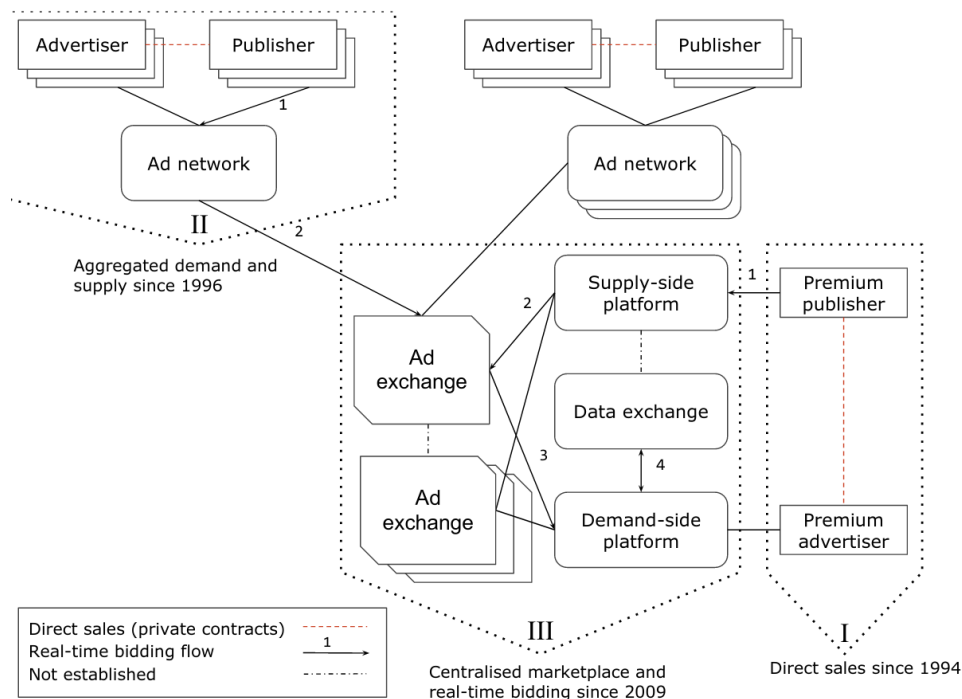 Advertiser
Publisher
Advertiser
Publisher
1
Ad network
Ad network
II
2
Aggregated demand and
supply since 1996
Supply-side
platform
1
Premium
publisher
2
Ad
exchange
Data exchange
3
4
Ad
exchange
Demand-side
platform
Premium
advertiser
Direct sales (private contracts)
1
Real-time bidding flow
Not established
III
Centralised marketplace and
real-time bidding since 2009
I
Direct sales since 1994